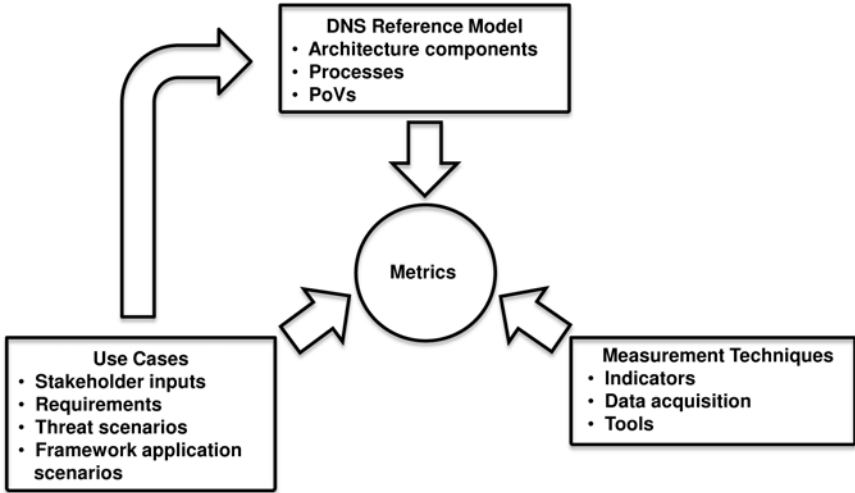 DNS Reference Model
• Architecture components
• Processes
• PoVs
Metrics
Use Cases
• Stakeholder inputs
• Requirements
• Threat scenarios
• Framework application
scenarios
Measurement Techniques
• Indicators
• Data acquisition
• Tools